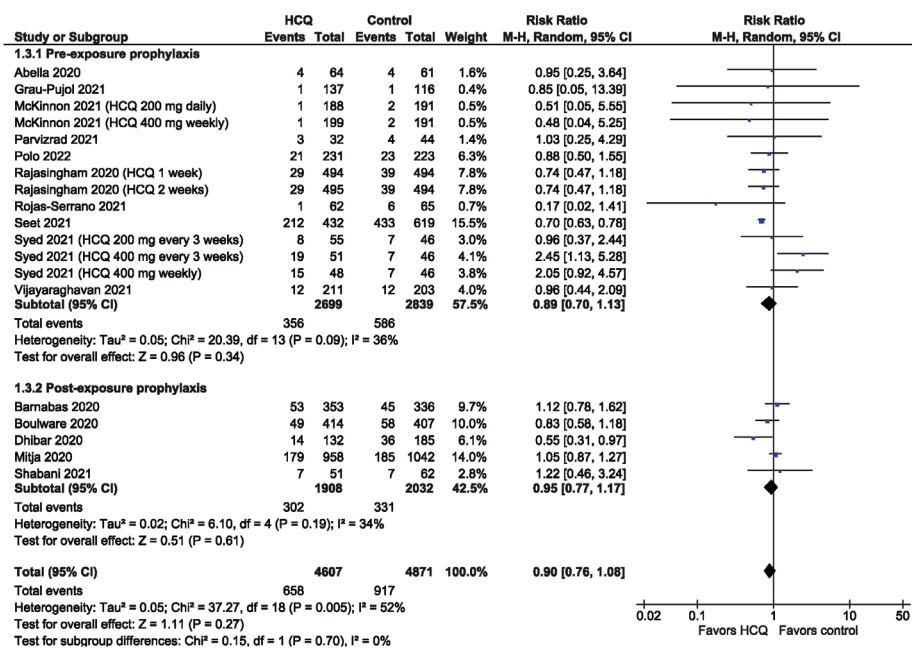 HCQ Control Risk Ratio Risk Ratio
Study or Subgroup Events Total Events Total Weight M-H, Random, 95% CI M-H, Random, 95% CI
1.3.1 Pre-exposure prophylaxis
Abella 2020 4 64 4 61 1.6% 0.95 [0.25, 3.64]
Grau-Pujol 2021 1 137 1 116 0.4% 0.85 [0.05, 13.39]
McKinnon 2021 (HCQ 200 mg daily) 1 188 2 191 0.5% 0.51 [0.05, 5.55]
McKinnon 2021 (HCQ 400 mg weekly) 1 199 2 191 0.5% 0.48 [0.04, 5.25]
Parvizrad 2021 3 32 4 44 1.4% 1.03 [0.25, 4.29]
Polo 2022 21 231 23 223 6.3% 0.88 [0.50, 1.55]
Rajasingham 2020 (HCQ 1 week) 29 494 39 494 7.8% 0.74 [0.47, 1.18]
Rajasingham 2020 (HCQ 2 weeks) 29 495 39 494 7.8% 0.74 [0.47, 1.18]
Rojas-Serrano 2021 1 62 6 65 0.7% 0.17 [0.02, 1.41]
Seet 2021 212 432 433 619 15.5% 0.70 [0.63, 0.78]
Syed 2021 (HCQ 200 mg every 3 weeks) 8 55 7 46 3.0% 0.96 [0.37, 2.44]
Syed 2021 (HCQ 400 mg every 3 weeks) 19 51 7 46 4.1% 2.45 [1.13, 5.28]
Syed 2021 (HCQ 400 mg weekly) 15 48 7 46 3.8% 2.05 [0.92, 4.57]
Vijayaraghavan 2021 12 211 12 203 4.0% 0.96 [0.44, 2.09]
Subtotal (95% CI) 2699 2839 57.5% 0.89 [0.70, 1.13]
Total events 356 586
Heterogeneity: Tau² = 0.05; Chi² = 20.39, df = 13 (P = 0.09); I² = 36%
Test for overall effect: Z = 0.96 (P = 0.34)
1.3.2 Post-exposure prophylaxis
Barnabas 2020 53 353 45 336 9.7% 1.12 [0.78, 1.62]
Boulware 2020 49 414 58 407 10.0% 0.83 [0.58, 1.18]
Dhibar 2020 14 132 36 185 6.1% 0.55 [0.31, 0.97]
Mitja 2020 179 958 185 1042 14.0% 1.05 [0.87, 1.27]
Shabani 2021 7 51 7 62 2.8% 1.22 [0.46, 3.24]
Subtotal (95% CI) 1908 2032 42.5% 0.95 [0.77, 1.17]
Total events 302 331
Heterogeneity: Tau² = 0.02; Chi² = 6.10, df = 4 (P = 0.19); I² = 34%
Test for overall effect: Z = 0.51 (P = 0.61)
Total (95% CI) 4607 4871 100.0% 0.90 [0.76, 1.08]
Total events 658 917
Heterogeneity: Tau² = 0.05; Chi² = 37.27, df = 18 (P = 0.005); I² = 52%
Test for overall effect: Z = 1.11 (P = 0.27)
Test for subgroup differences: Chi² = 0.15, df = 1 (P = 0.70), I² = 0%
0.02 0.1 1 10 50
Favors HCQ Favors control